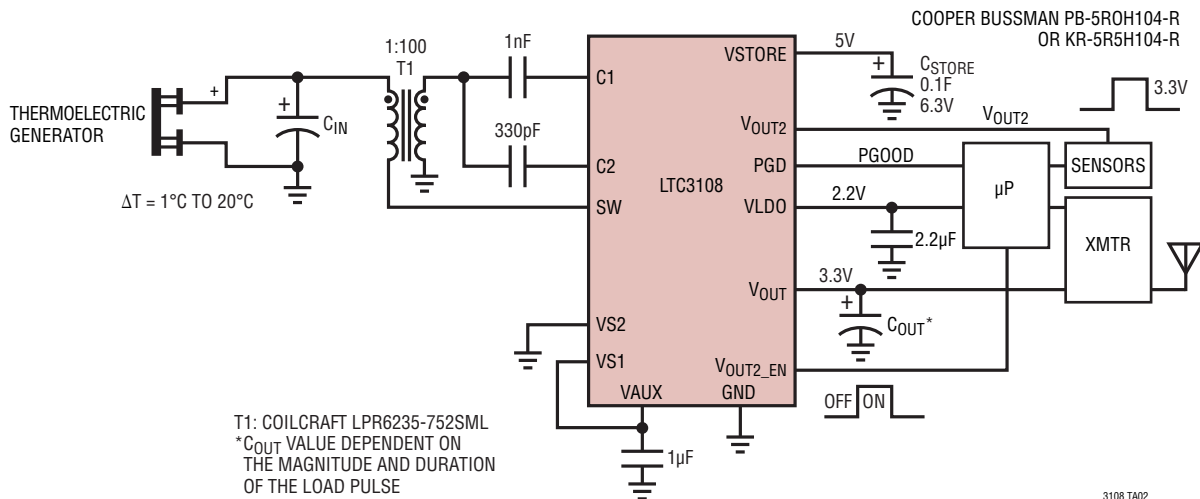 COOPER BUSSMAN PB-5ROH104-R
OR KR-5R5H104-R
1:100
T1
1nF
330pF
THERMOELECTRIC
GENERATOR
+
+
CIN
ΔT = 1°C TO 20°C
C1
C2
SW
VS2
VS1
VAUX
GND
LTC3108
VSTORE
VOUT2
PGD
VLDO
VOUT
VOUT2_EN
5V
+
CSTORE
0.1F
6.3V
3.3V
VOUT2
PGOOD
SENSORS
µP
2.2V
2.2µF
XMTR
3.3V
+
COUT*
OFF ON
1µF
T1: COILCRAFT LPR6235-752SML
*COUT VALUE DEPENDENT ON
THE MAGNITUDE AND DURATION
OF THE LOAD PULSE
3108 TA02